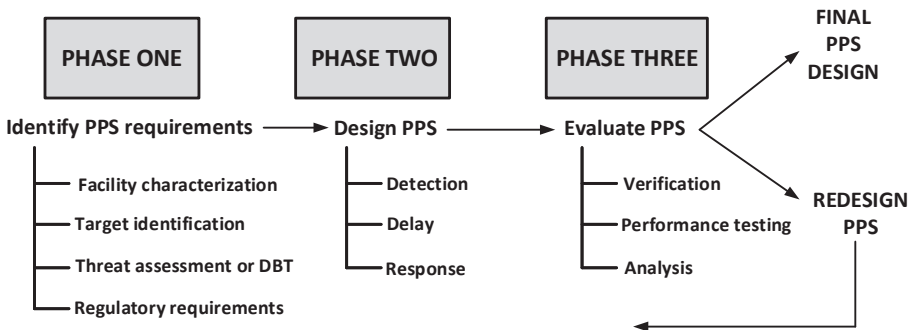 PHASE ONE
PHASE TWO
PHASE THREE
FINAL
PPS
DESIGN
Identify PPS requirements
Design PPS
Evaluate PPS
Facility characterization
Target identification
Threat assessment or DBT
Regulatory requirements
Detection
Delay
Response
Verification
Performance testing
Analysis
REDESIGN
PPS